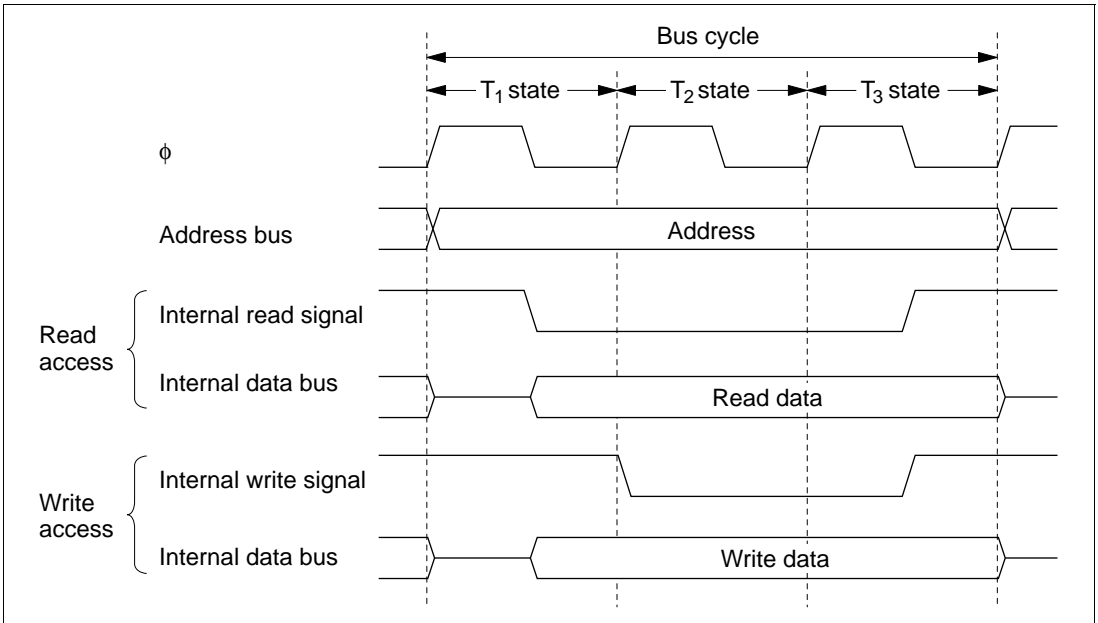 Bus cycle
T1 state
T2 state
T3 state
ϕ
Address bus
Address
Read
access
Internal read signal
Internal data bus
Read data
Write
access
Internal write signal
Internal data bus
Write data